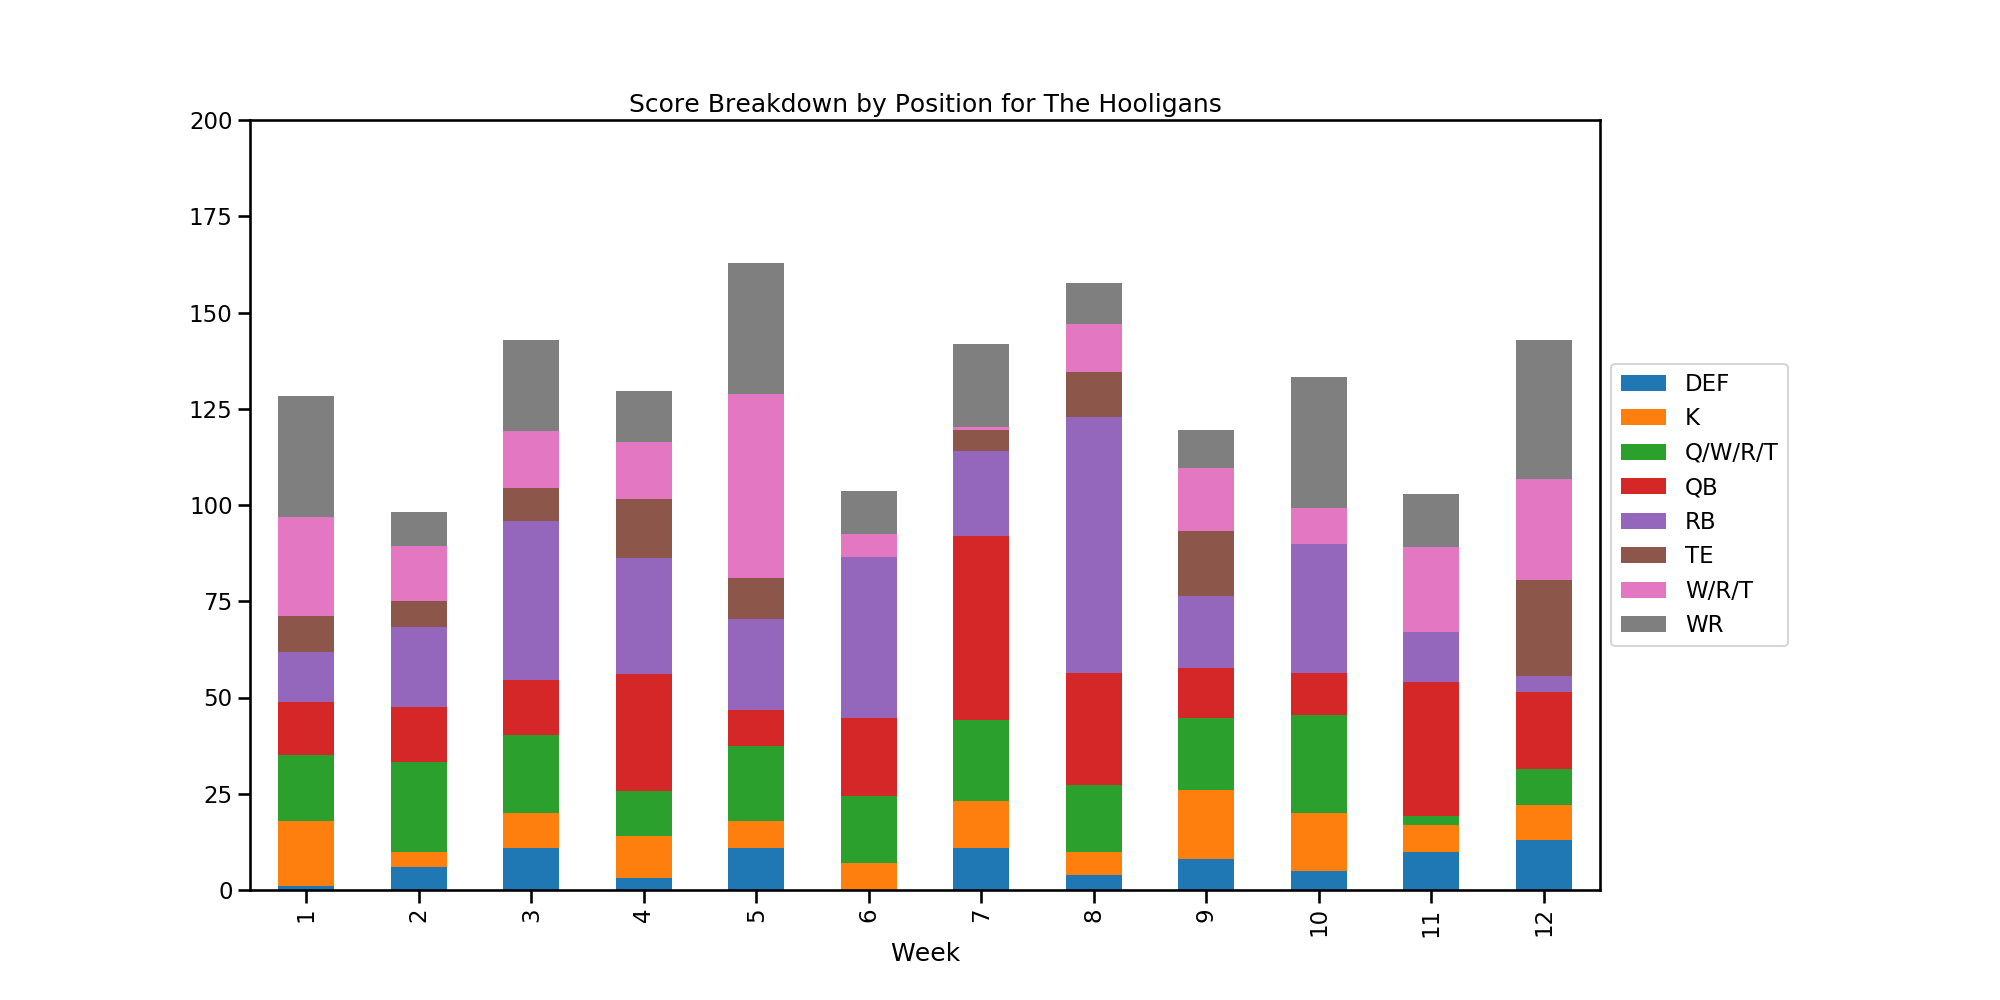 Score Breakdown by Position for The Hooligans
200
175
150
125
100
75
50
25
0
1 2 3 4 5 6 7 8 9 10 11 12
Week
DEF
K
Q/W/R/T
QB
RB
TE
W/R/T
WR